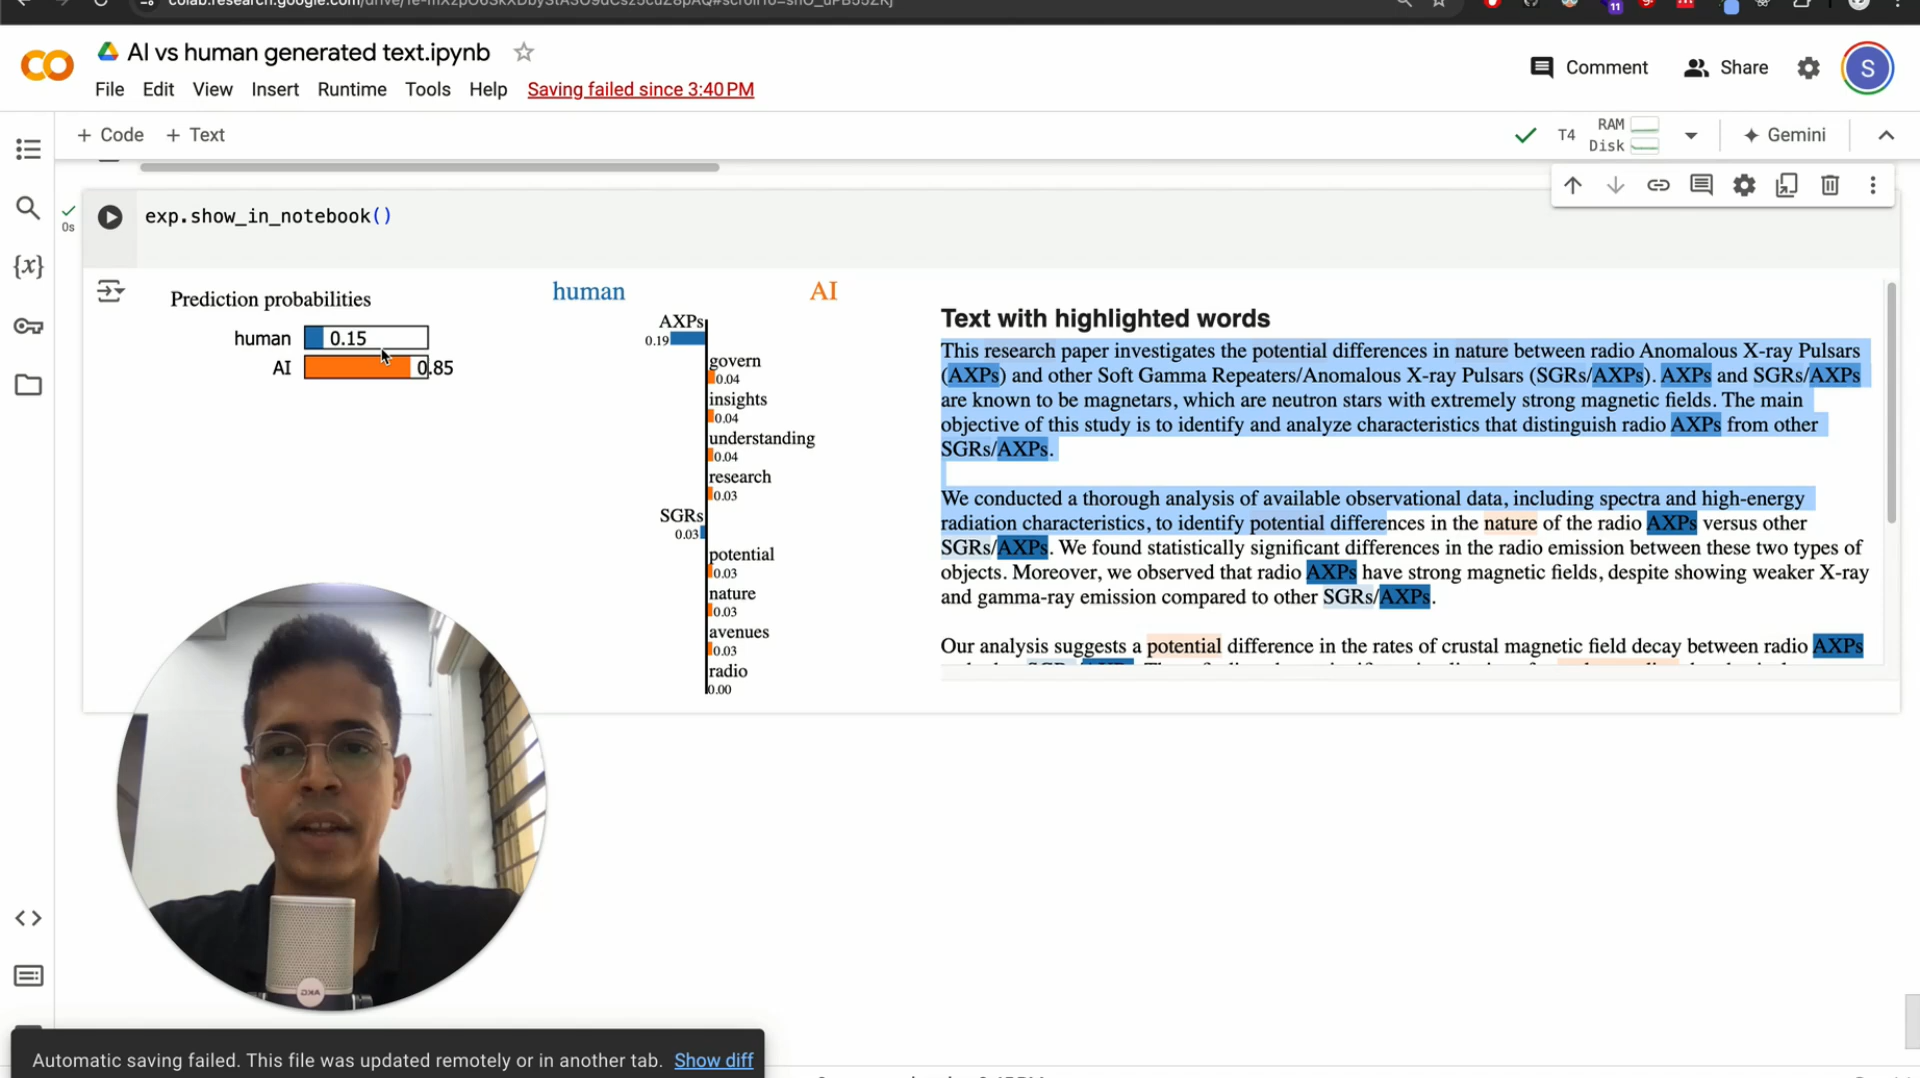 AI vs human generated text.ipynb
Comment
Share
S
File Edit View Insert Runtime Tools Help Saving failed since 3:40 PM
+ Code + Text
T4
RAM
Disk
Gemini
11
0s
exp.show_in_notebook()
{x}
Prediction probabilities
human 0.15
AI 0.85
human AI
AXPs
0.19
govern
0.04
insights
0.04
understanding
0.04
research
0.03
SGRs
0.03
potential
0.03
nature
0.03
avenues
0.03
radio
0.00
Text with highlighted words
This research paper investigates the potential differences in nature between radio Anomalous X-ray Pulsars
(AXPs) and other Soft Gamma Repeaters/Anomalous X-ray Pulsars (SGRs/AXPs). AXPs and SGRs/AXPs
are known to be magnetars, which are neutron stars with extremely strong magnetic fields. The main
objective of this study is to identify and analyze characteristics that distinguish radio AXPs from other
SGRs/AXPs.
We conducted a thorough analysis of available observational data, including spectra and high-energy
radiation characteristics, to identify potential differences in the nature of the radio AXPs versus other
SGRs/AXPs. We found statistically significant differences in the radio emission between these two types of
objects. Moreover, we observed that radio AXPs have strong magnetic fields, despite showing weaker X-ray
and gamma-ray emission compared to other SGRs/AXPs.
Our analysis suggests a potential difference in the rates of crustal magnetic field decay between radio AXPs
AKG
Automatic saving failed. This file was updated remotely or in another tab. Show diff